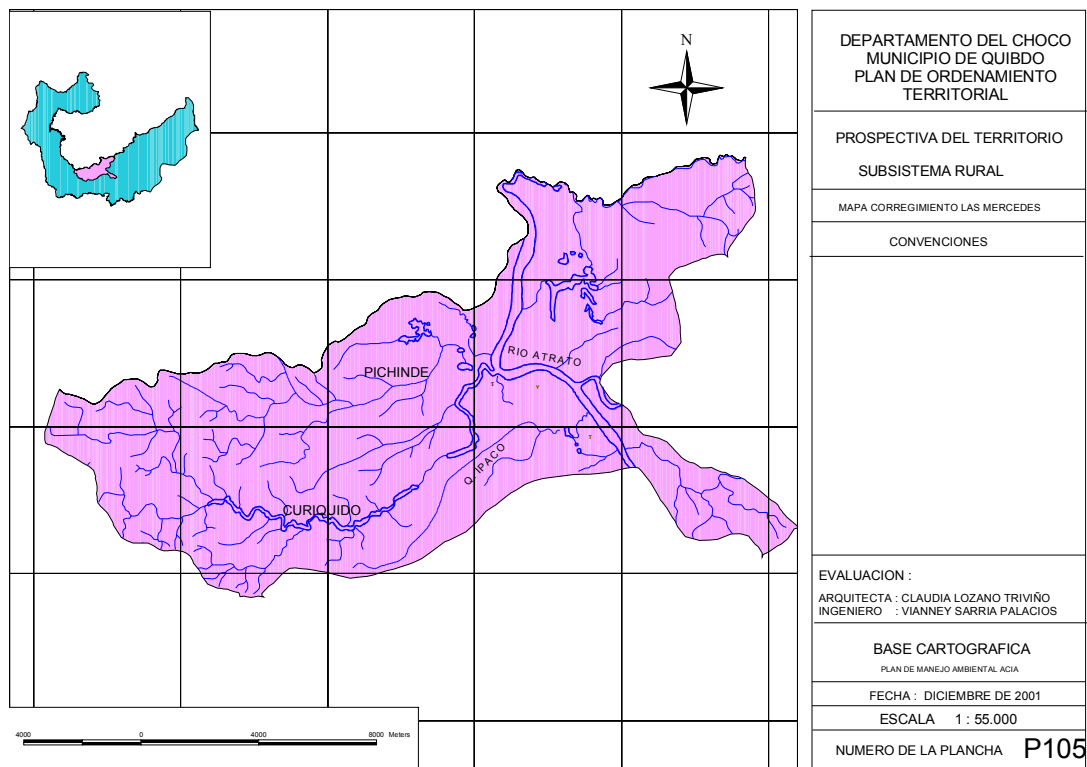 N
RIO ATRATO
PICHINDE
T
Y
T
Q. IPACO
CURIQUIDO
4000 0 4000 8000 Meters
DEPARTAMENTO DEL CHOCO
MUNICIPIO DE QUIBDO
PLAN DE ORDENAMIENTO
TERRITORIAL
PROSPECTIVA DEL TERRITORIO
SUBSISTEMA RURAL
MAPA CORREGIMIENTO LAS MERCEDES
CONVENCIONES
EVALUACION :
ARQUITECTA : CLAUDIA LOZANO TRIVIÑO
INGENIERO : VIANNEY SARRIA PALACIOS
BASE CARTOGRAFICA
PLAN DE MANEJO AMBIENTAL ACIA
FECHA : DICIEMBRE DE 2001
ESCALA 1 : 55.000
NUMERO DE LA PLANCHA P105